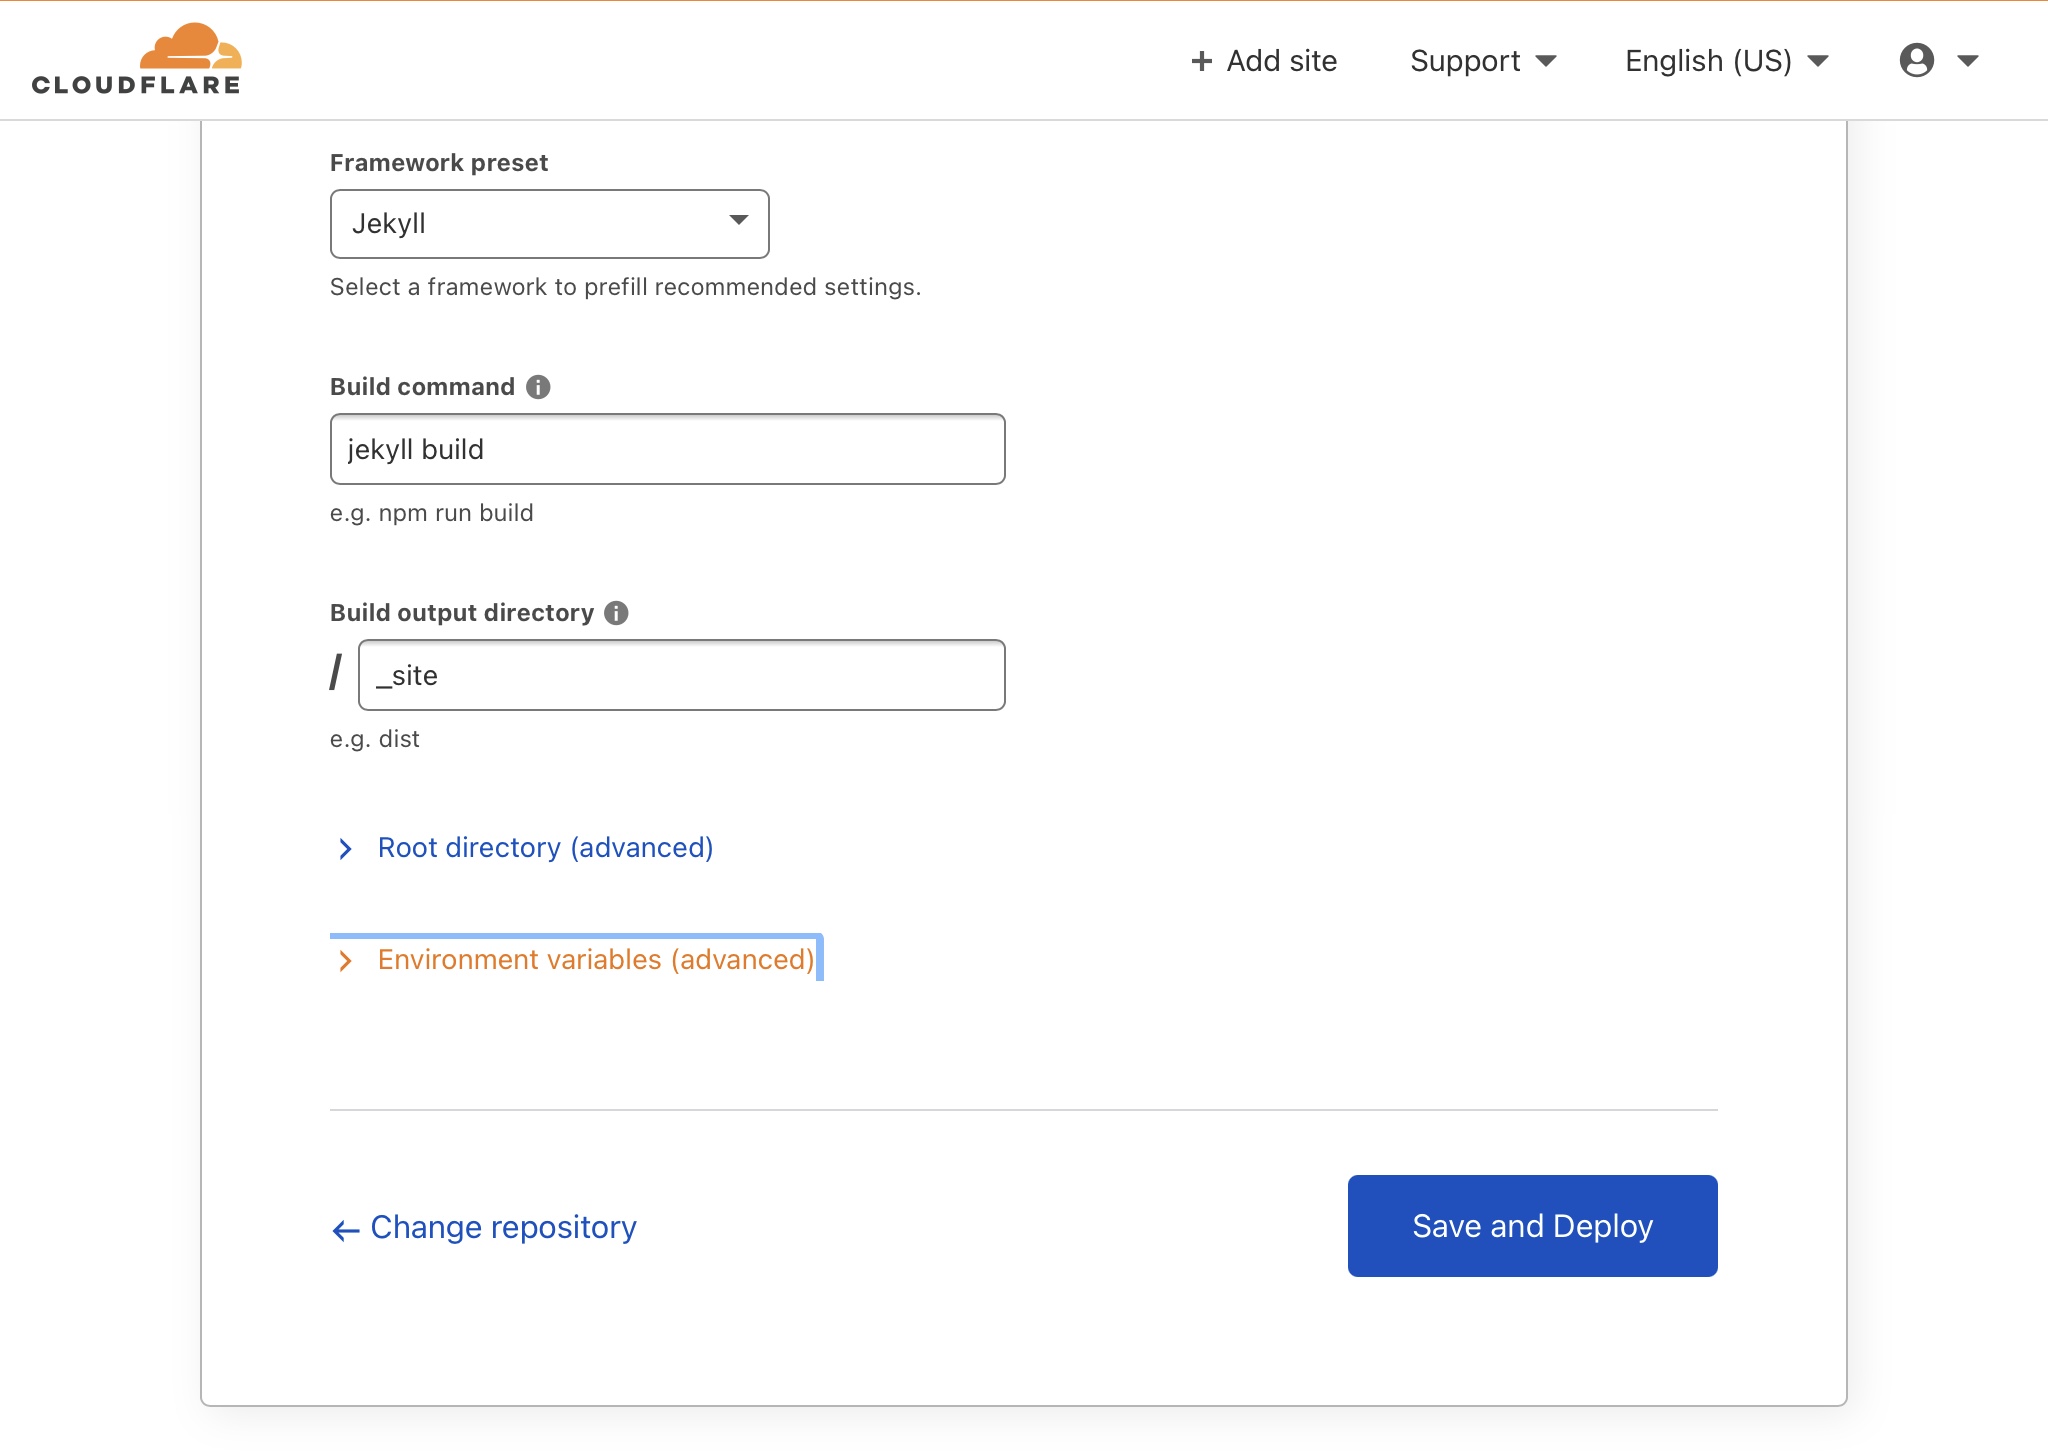 CLOUDFLARE
+ Add site
Support
English (US)
Framework preset
Jekyll
Select a framework to prefill recommended settings.
Build command
jekyll build
e.g. npm run build
Build output directory
/ _site
e.g. dist
Root directory (advanced)
Environment variables (advanced)
← Change repository
Save and Deploy